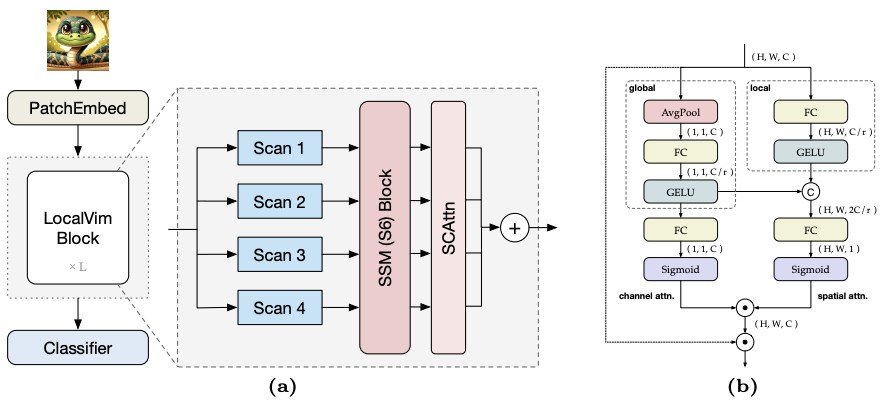 PatchEmbed
LocalVim
Block
× L
Classifier
Scan 1
Scan 2
Scan 3
Scan 4
SSM (S6) Block
SCAttn
+
(a)
( H, W, C )
global
AvgPool
( 1, 1, C )
FC
( 1, 1, C/r )
GELU
FC
( 1, 1, C )
Sigmoid
channel attn.
local
FC
( H, W, C/r )
GELU
C
( H, W, 2C/r )
FC
( H, W, 1 )
Sigmoid
spatial attn.
( H, W, C )
(b)